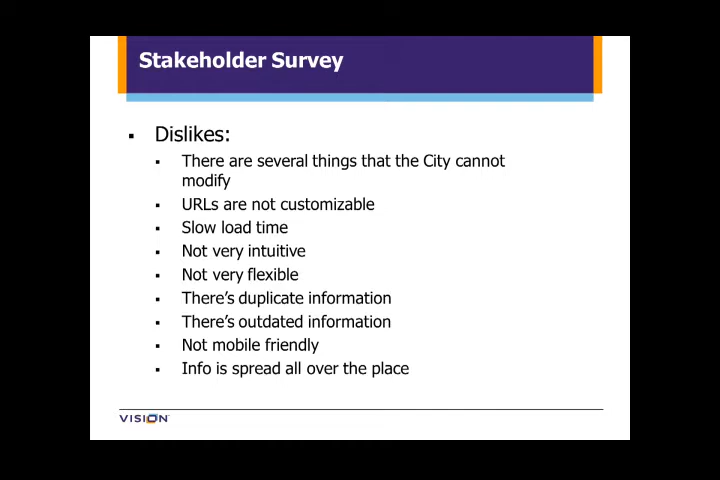 Stakeholder Survey
▪ Dislikes:
▪ There are several things that the City cannot
modify
▪ URLs are not customizable
▪ Slow load time
▪ Not very intuitive
▪ Not very flexible
▪ There's duplicate information
▪ There's outdated information
▪ Not mobile friendly
▪ Info is spread all over the place
VISION